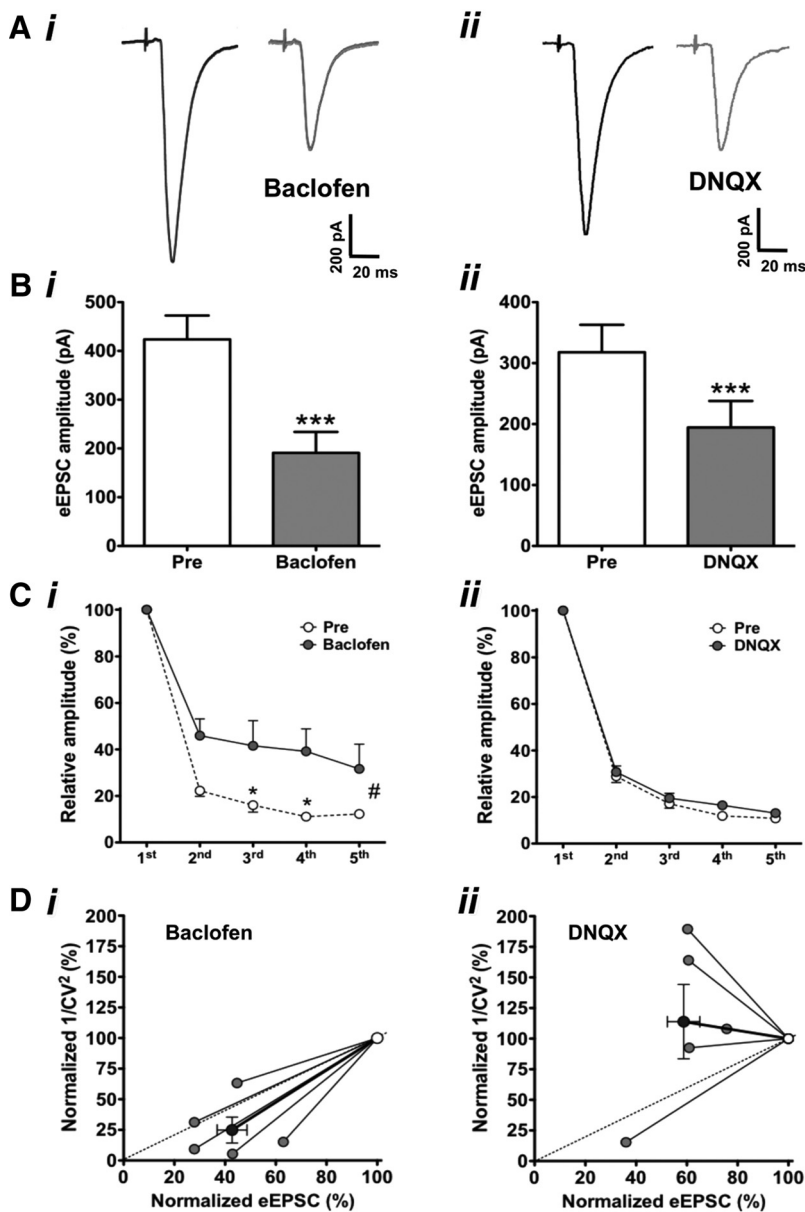 A i ii
Baclofen DNQX
200 pA 200 pA
20 ms 20 ms
B i ii
eEPSC amplitude (pA)
500
400
300
200
100
0
Pre Baclofen
***
eEPSC amplitude (pA)
400
300
200
100
0
Pre DNQX
***
C i ii
Relative amplitude (%)
100
80
60
40
20
0
Pre
Baclofen
* * #
1st 2nd 3rd 4th 5th
Relative amplitude (%)
100
80
60
40
20
0
Pre
DNQX
1st 2nd 3rd 4th 5th
D i ii
Baclofen
Normalized 1/CV² (%)
200
175
150
125
100
75
50
25
0
0 20 40 60 80 100
Normalized eEPSC (%)
DNQX
Normalized 1/CV² (%)
200
175
150
125
100
75
50
25
0
0 20 40 60 80 100
Normalized eEPSC (%)